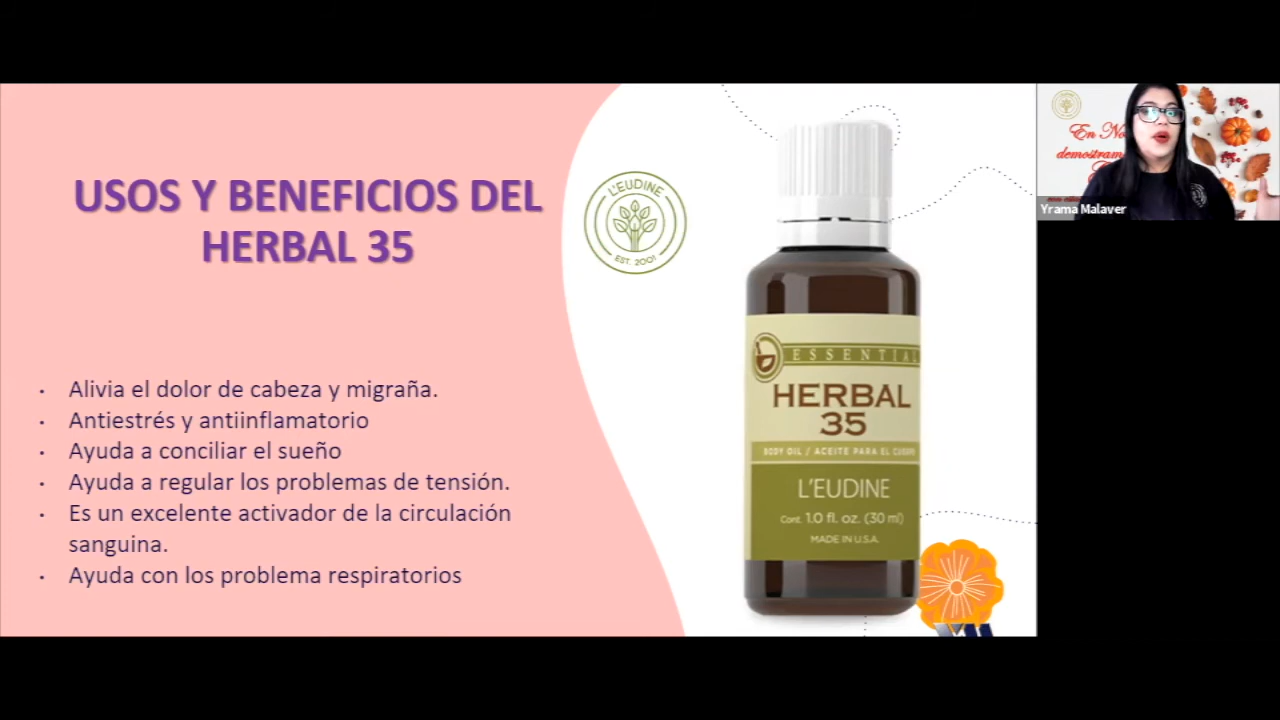 USOS Y BENEFICIOS DEL
HERBAL 35
· Alivia el dolor de cabeza y migraña.
· Antiestrés y antiinflamatorio
· Ayuda a conciliar el sueño
· Ayuda a regular los problemas de tensión.
· Es un excelente activador de la circulación
sanguina.
· Ayuda con los problema respiratorios
L'EUDINE
EST. 2001
ESSENTIAL
HERBAL
35
BODY OIL / ACEITE PARA EL CUERPO
L'EUDINE
Cont. 1.0 fl. oz. (30 ml)
MADE IN U.S.A.
En No
demostram
Yrama Malaver